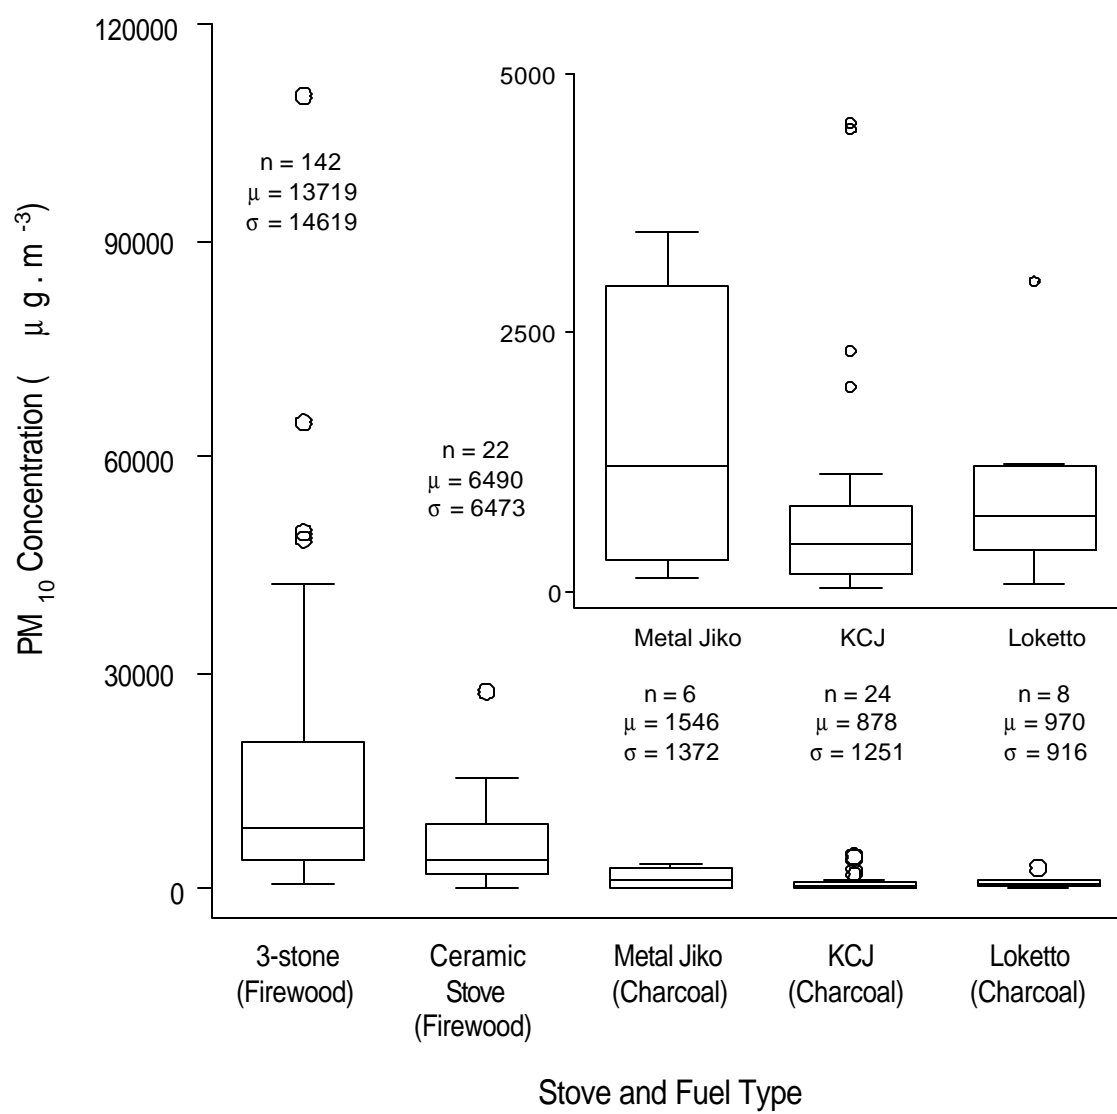 120000
90000
60000
30000
0
PM 10 Concentration ( μ g . m -3)
n = 142
μ = 13719
σ = 14619
n = 22
μ = 6490
σ = 6473
5000
2500
0
Metal Jiko
KCJ
Loketto
n = 6
μ = 1546
σ = 1372
n = 24
μ = 878
σ = 1251
n = 8
μ = 970
σ = 916
3-stone
(Firewood)
Ceramic
Stove
(Firewood)
Metal Jiko
(Charcoal)
KCJ
(Charcoal)
Loketto
(Charcoal)
Stove and Fuel Type